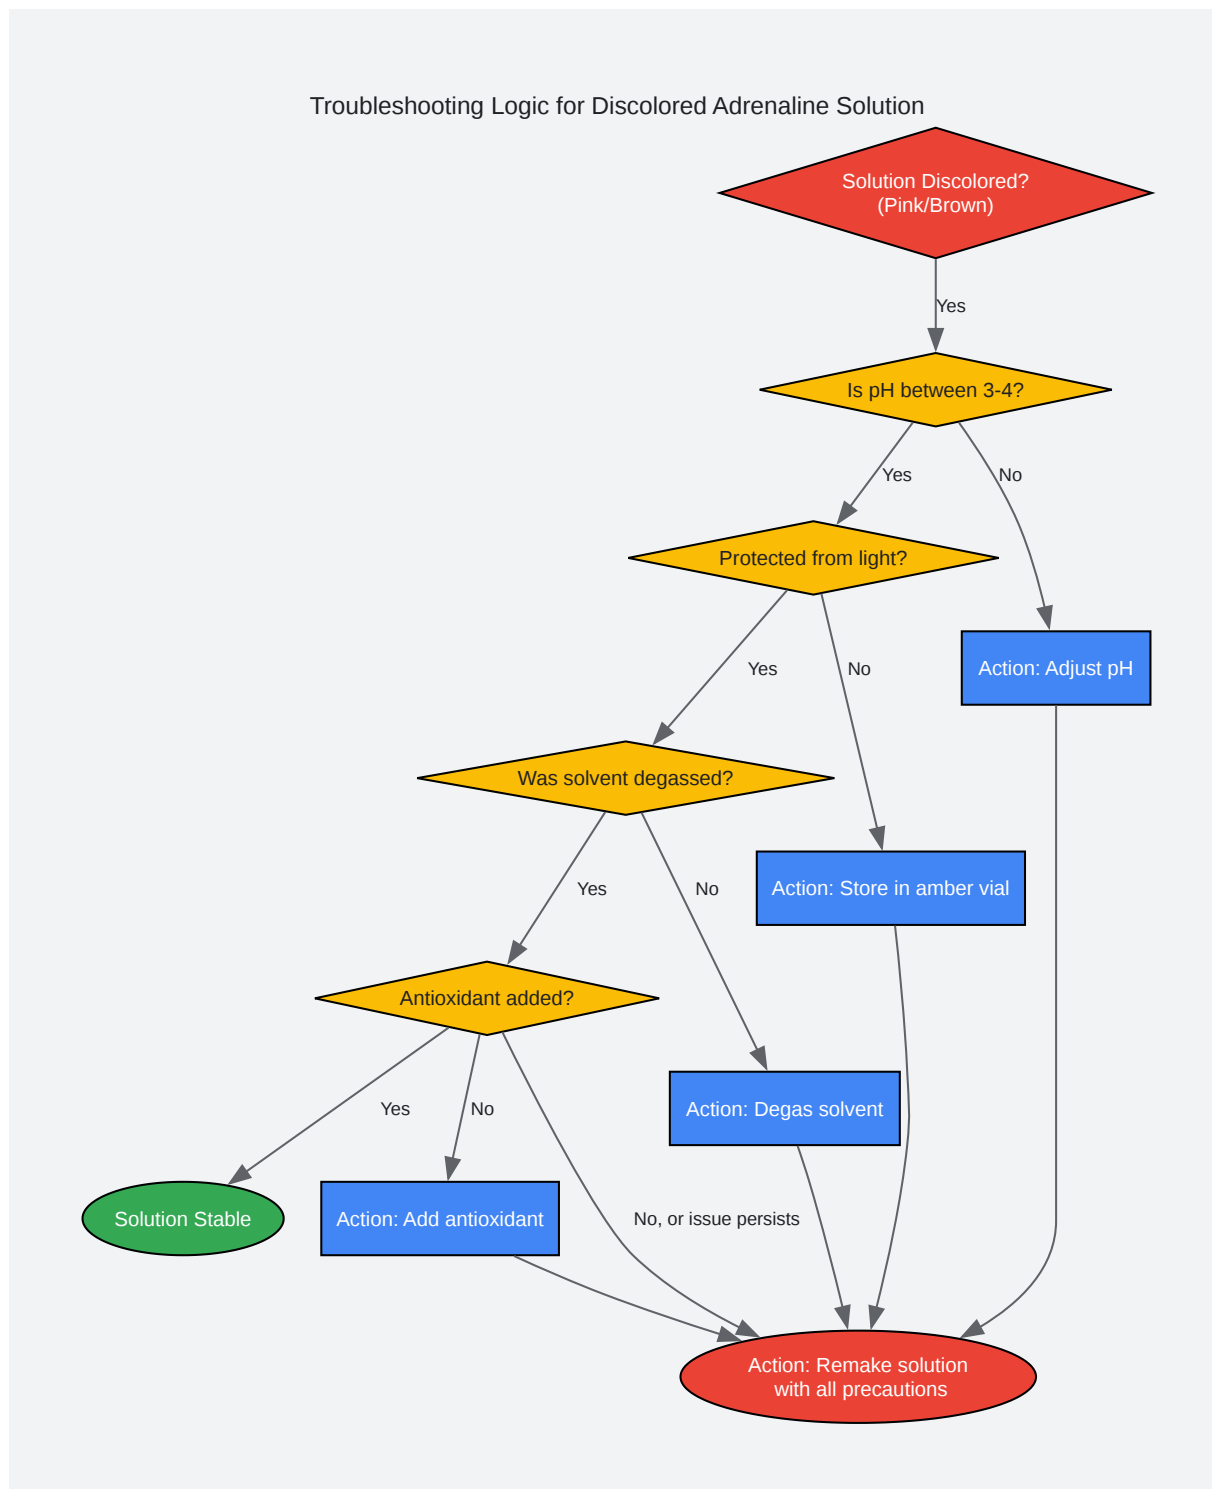 Troubleshooting Logic for Discolored Adrenaline Solution
Solution Discolored?
(Pink/Brown)
Yes
Is pH between 3-4?
Yes
No
Protected from light?
Yes
No
Action: Adjust pH
Was solvent degassed?
Yes
No
Action: Store in amber vial
Antioxidant added?
Yes
No
Action: Degas solvent
Solution Stable
Action: Add antioxidant
No, or issue persists
Action: Remake solution
with all precautions